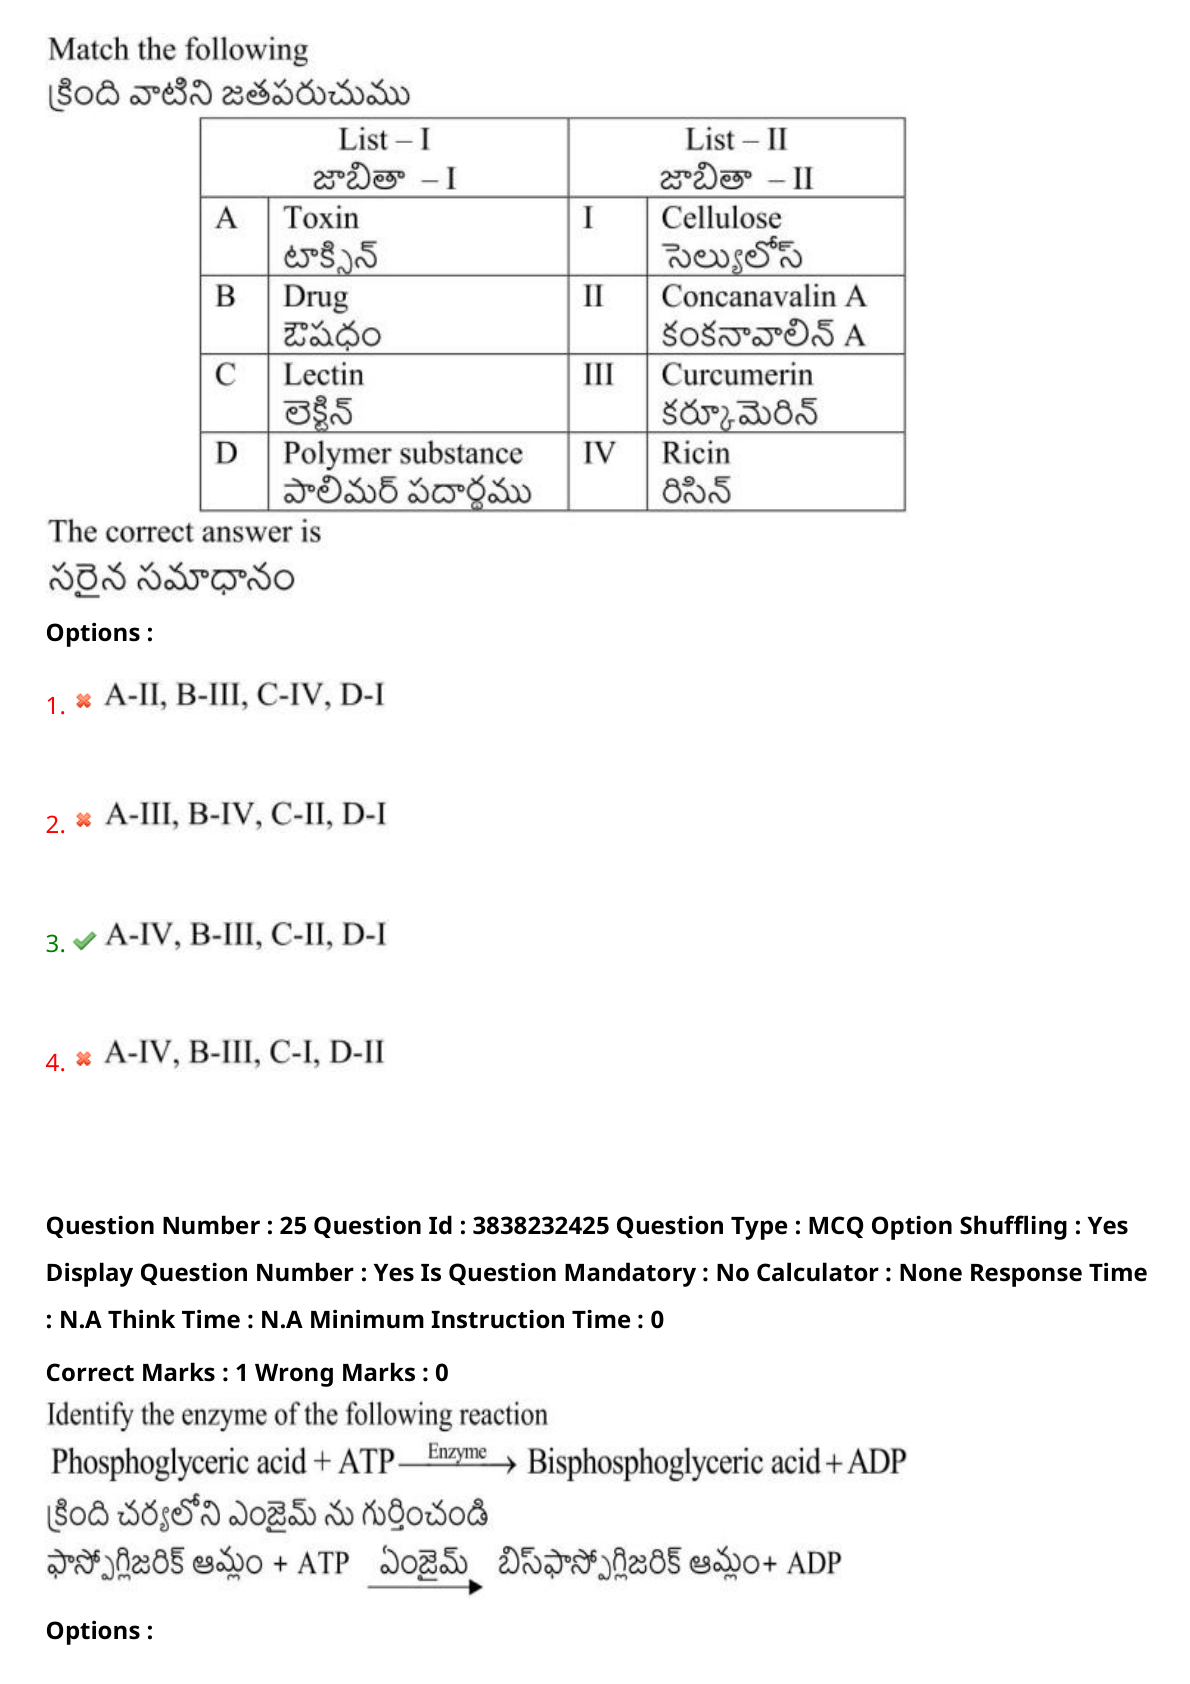 Match the following
క్రింది వాటిని జతపరుచుము
List – I
జాబితా – I
List – II
జాబితా – II
A
Toxin
టాక్సిన్
I
Cellulose
సెల్యులోస్
B
Drug
ఔషధం
II
Concanavalin A
కంకనావాలిన్ A
C
Lectin
లెక్టిన్
III
Curcumerin
కర్కూమెరిన్
D
Polymer substance
పాలిమర్ పదార్థము
IV
Ricin
రిసిన్
The correct answer is
సరైన సమాధానం
Options :
1. A-II, B-III, C-IV, D-I
2. A-III, B-IV, C-II, D-I
3. A-IV, B-III, C-II, D-I
4. A-IV, B-III, C-I, D-II
Question Number : 25 Question Id : 3838232425 Question Type : MCQ Option Shuffling : Yes
Display Question Number : Yes Is Question Mandatory : No Calculator : None Response Time
: N.A Think Time : N.A Minimum Instruction Time : 0
Correct Marks : 1 Wrong Marks : 0
Identify the enzyme of the following reaction
Phosphoglyceric acid + ATP Enzyme → Bisphosphoglyceric acid + ADP
క్రింది చర్యలోని ఎంజైమ్ ను గుర్తించండి
ఫాస్ఫోగ్లిజరిక్ ఆమ్లం + ATP ఏంజైమ్ → బిస్‌ఫాస్ఫోగ్లిజరిక్ ఆమ్లం+ ADP
Options :